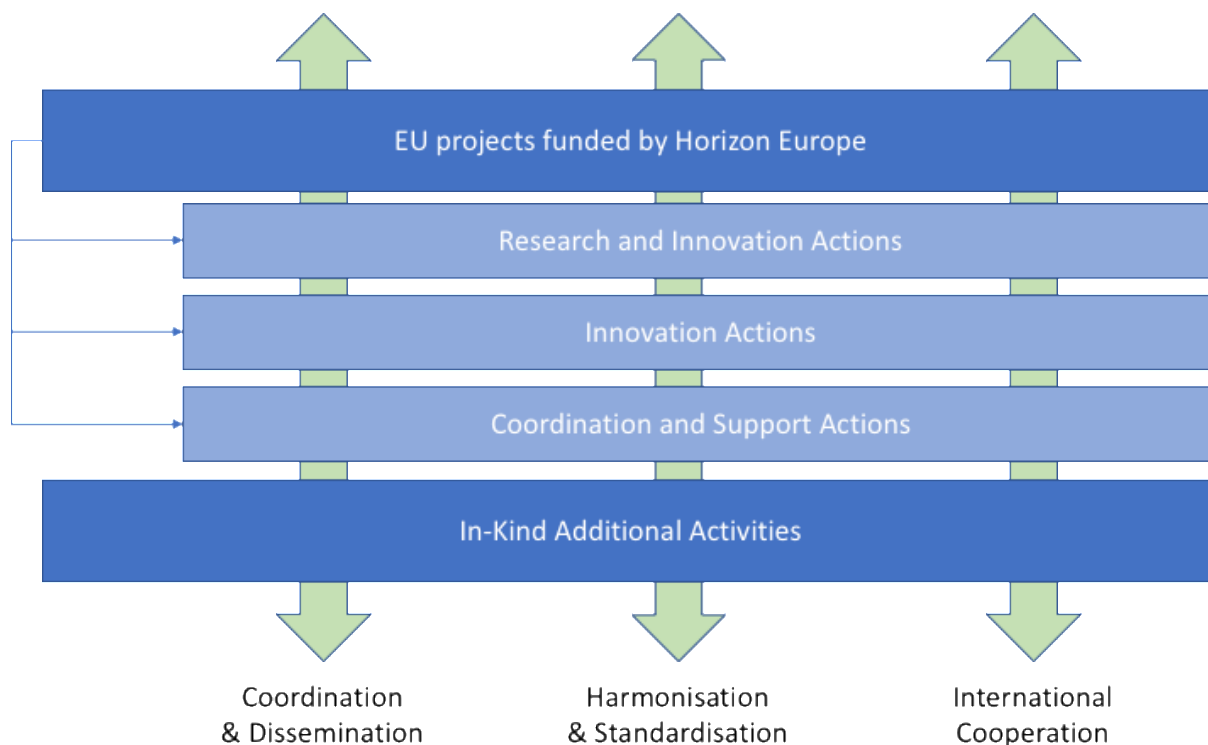 EU projects funded by Horizon Europe
Research and Innovation Actions
Innovation Actions
Coordination and Support Actions
In-Kind Additional Activities
Coordination
& Dissemination
Harmonisation
& Standardisation
International
Cooperation